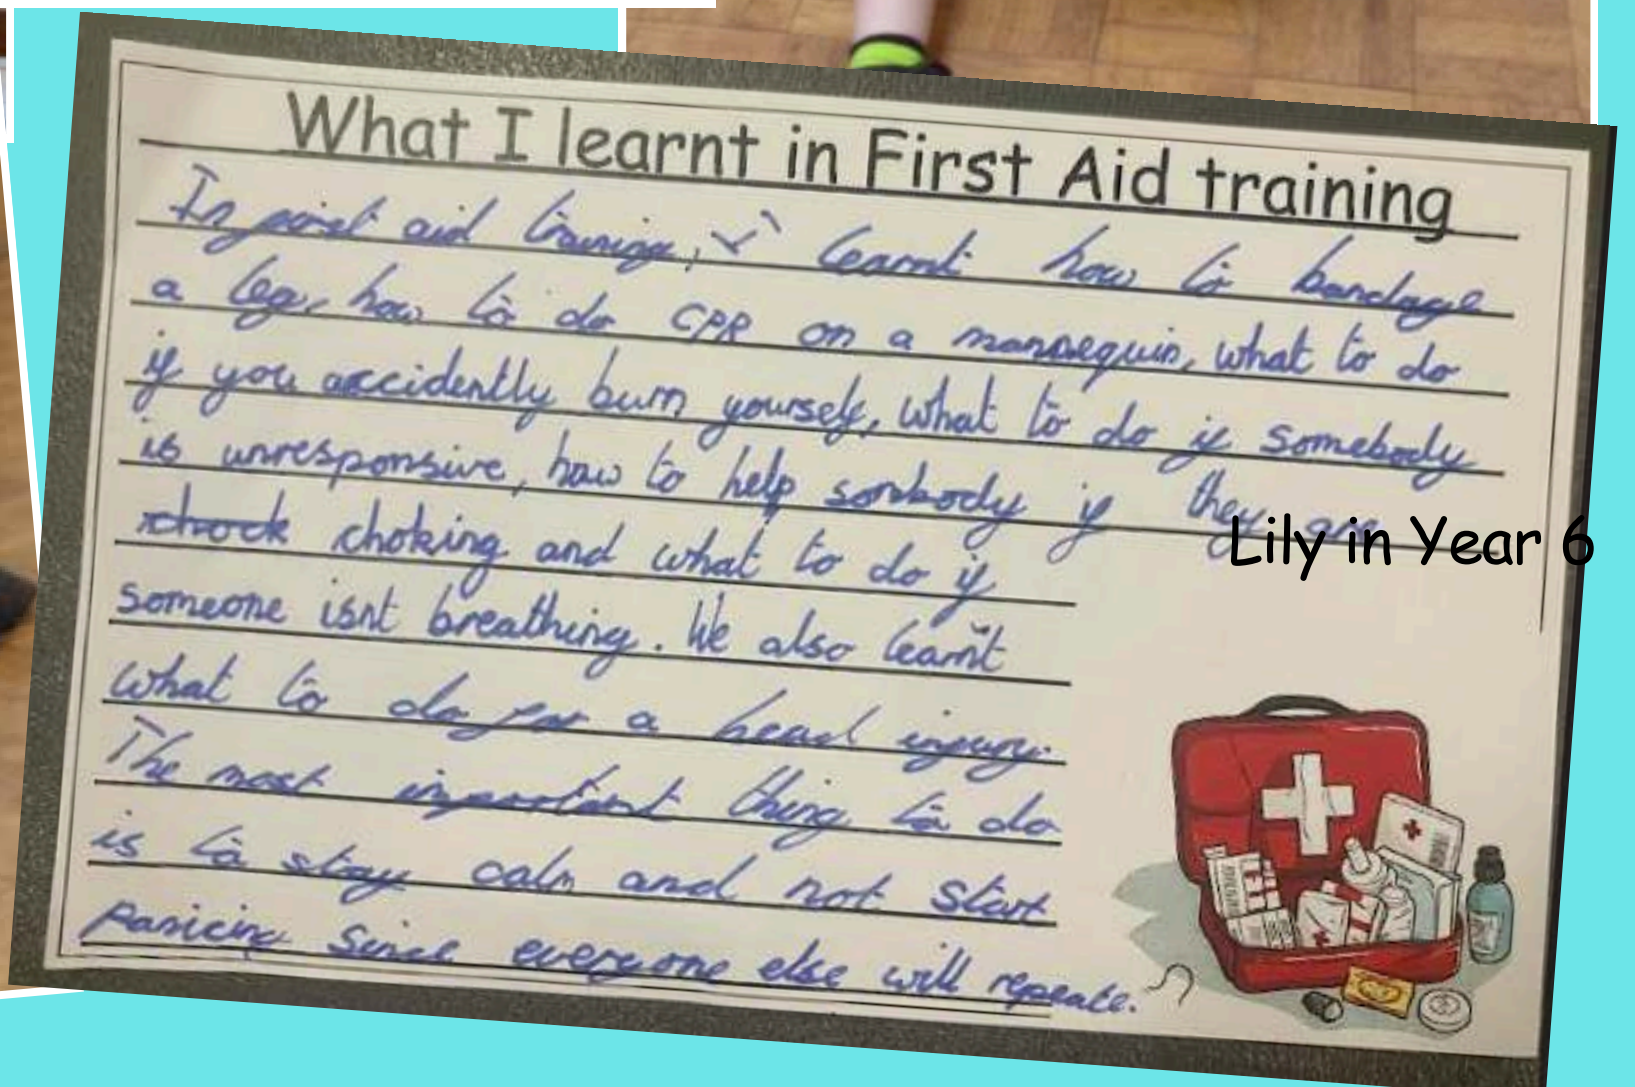 What I learnt in First Aid training
In first aid training, I learnt how to bandage
a leg, how to do CPR on a mannequin, what to do
if you accidently burn yourself, what to do if somebody
is unresponsive, how to help sombody if they are
Lily in Year 6
choking and what to do if
someone isnt breathing. We also learnt
what to do for a head injury.
The most important thing to do
is to stay calm and not start
panicing since everyone else will repeate.